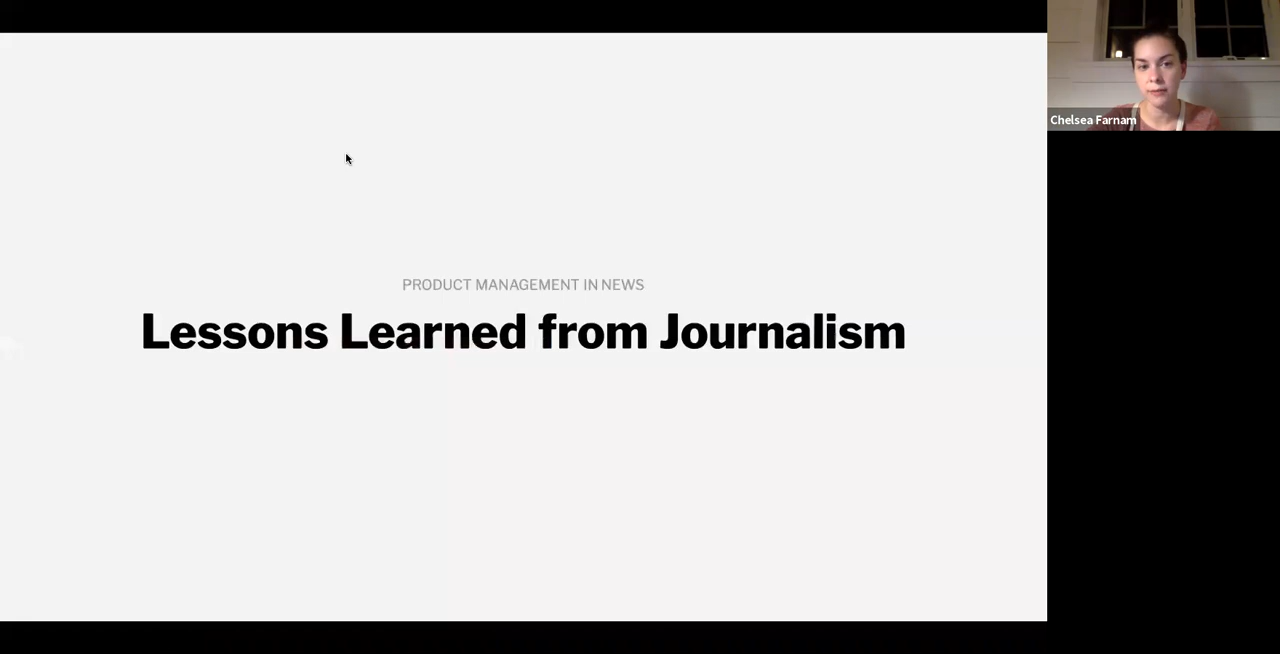 PRODUCT MANAGEMENT IN NEWS
Lessons Learned from Journalism
Chelsea Farnam